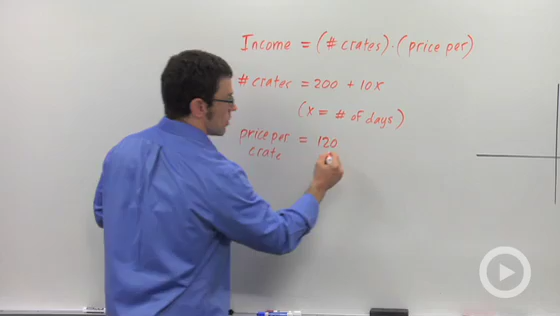 Income = (# crates)·(price per)
# crates = 200 + 10x
(x = # of days)
price per = 120
crate